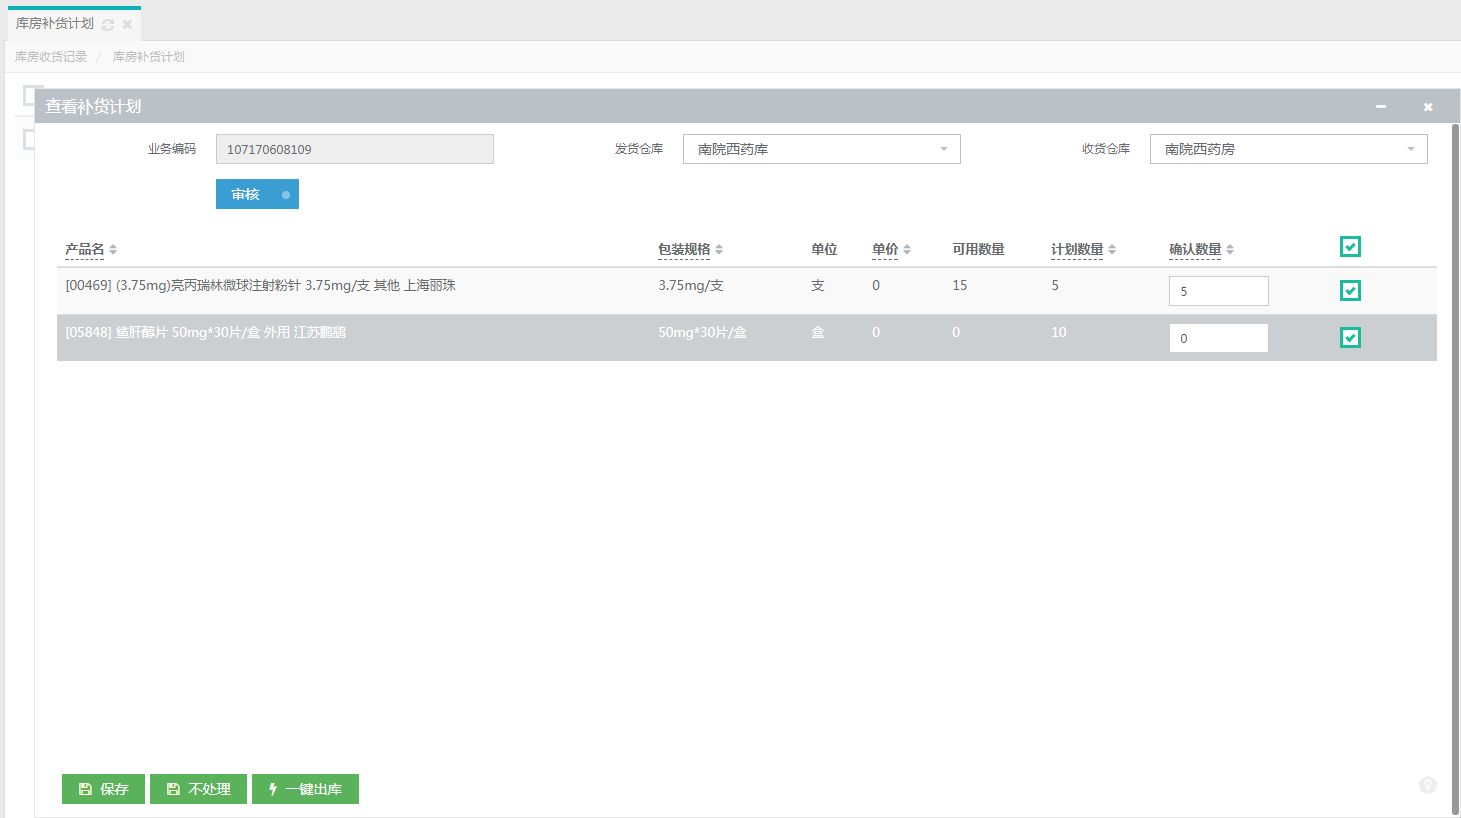 库房补货计划
库房收货记录 / 库房补货计划
查看补货计划
业务编码 107170608109 发货仓库 南院西药库 收货仓库 南院西药房
审核
产品名 包装规格 单位 单价 可用数量 计划数量 确认数量
[00469] (3.75mg)亮丙瑞林微球注射粉针 3.75mg/支 其他 上海丽珠 3.75mg/支 支 0 15 5 5
[05848] 鲨肝醇片 50mg*30片/盒 外用 江苏鹏鹞 50mg*30片/盒 盒 0 0 10 0
保存 不处理 一键出库